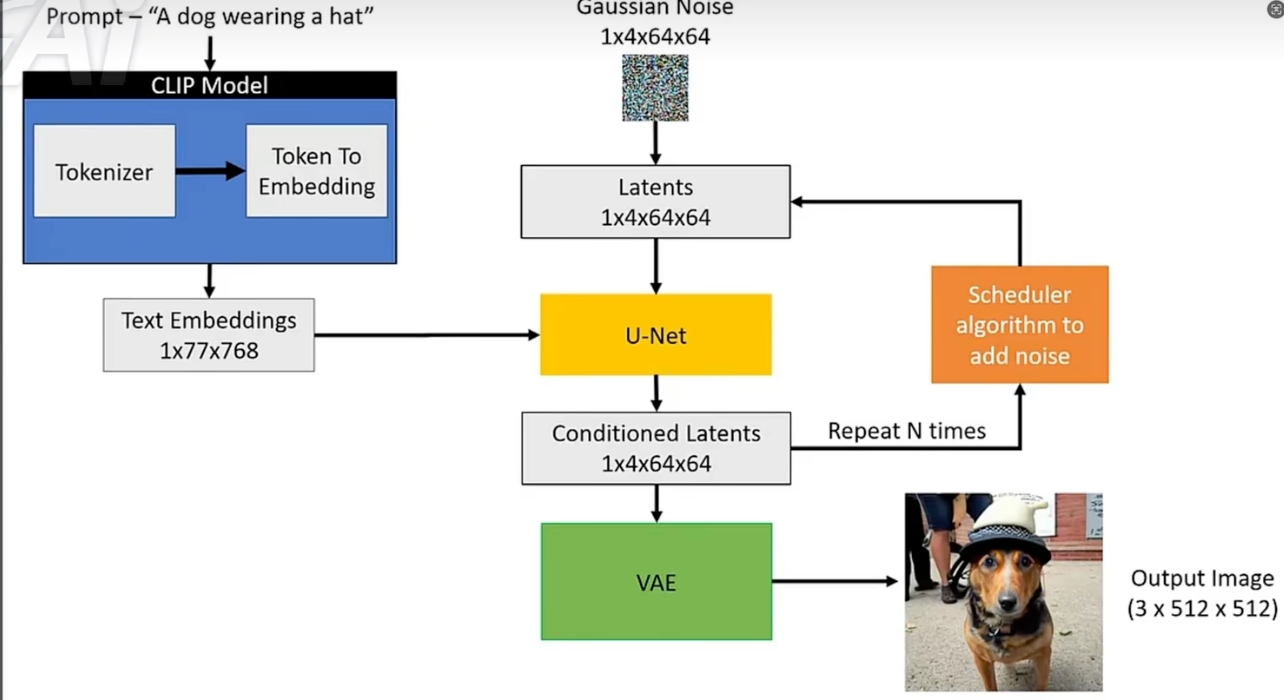 Prompt – “A dog wearing a hat”
CLIP Model
Tokenizer
Token To
Embedding
Text Embeddings
1x77x768
Gaussian Noise
1x4x64x64
Latents
1x4x64x64
U-Net
Conditioned Latents
1x4x64x64
Repeat N times
Scheduler
algorithm to
add noise
VAE
Output Image
(3 x 512 x 512)